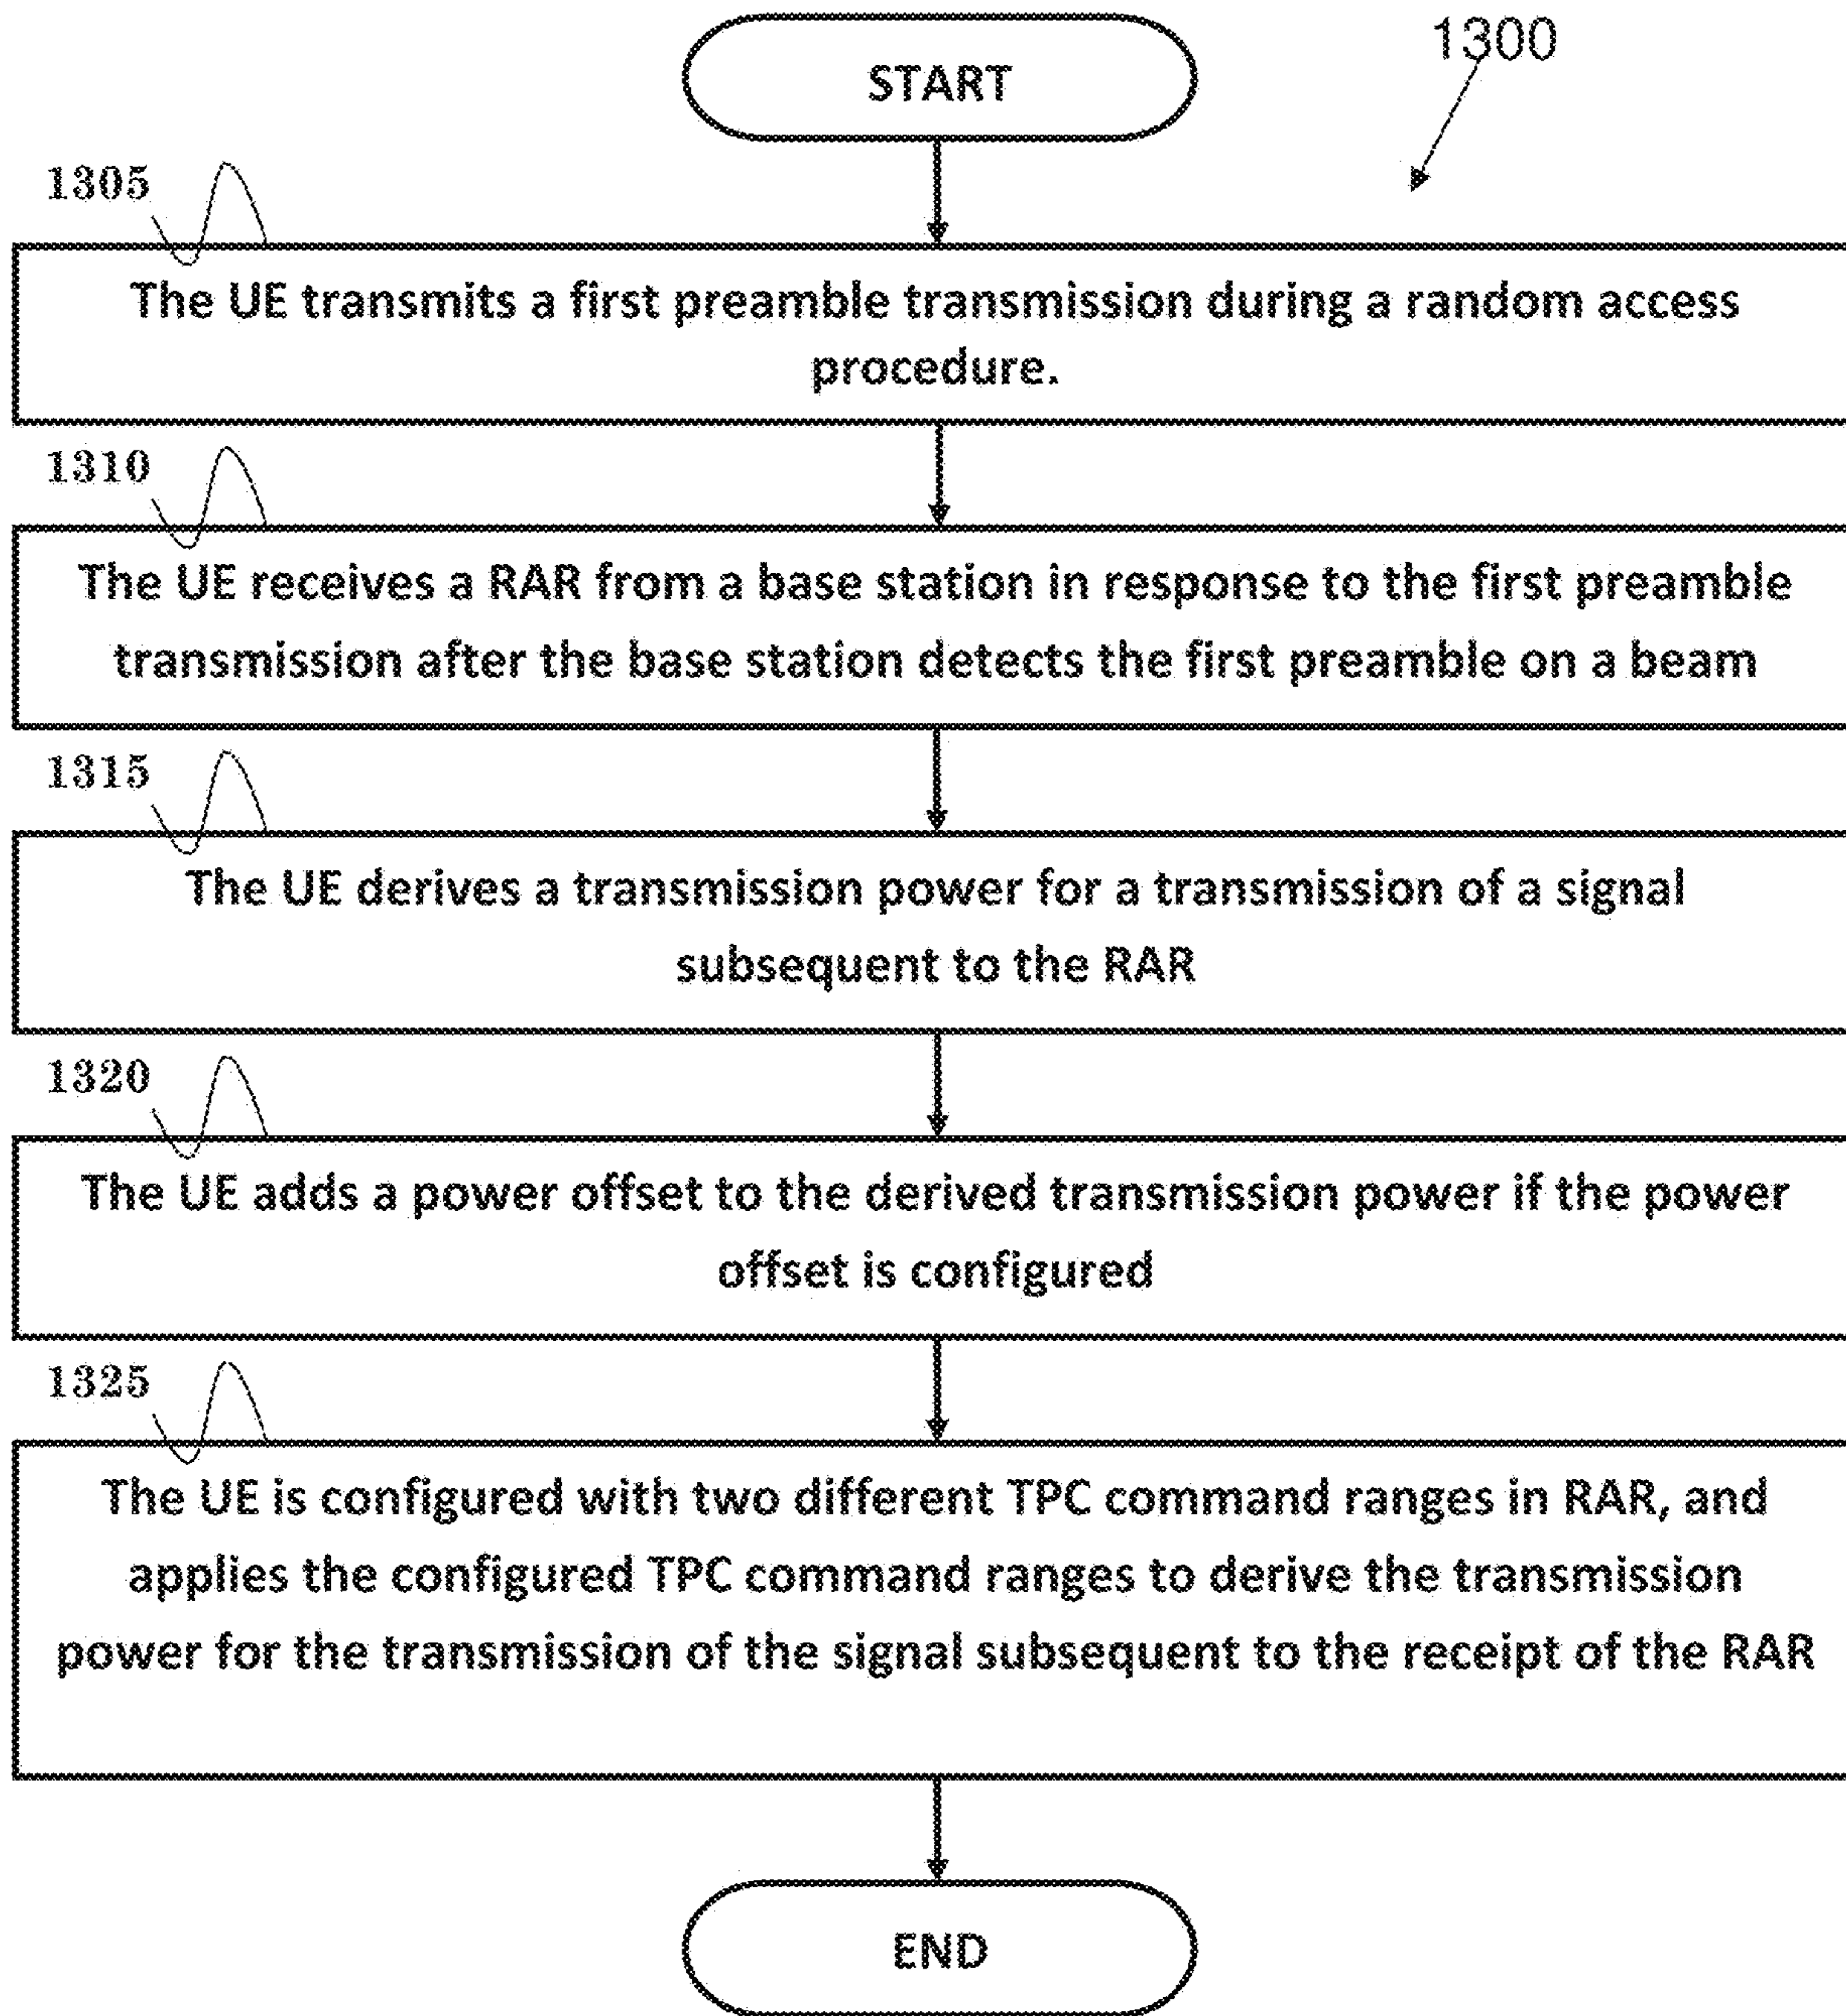 START
1300
1305
The UE transmits a first preamble transmission during a random access
procedure.
1310
The UE receives a RAR from a base station in response to the first preamble
transmission after the base station detects the first preamble on a beam
1315
The UE derives a transmission power for a transmission of a signal
subsequent to the RAR
1320
The UE adds a power offset to the derived transmission power if the power
offset is configured
1325
The UE is configured with two different TPC command ranges in RAR, and
applies the configured TPC command ranges to derive the transmission
power for the transmission of the signal subsequent to the receipt of the RAR
END